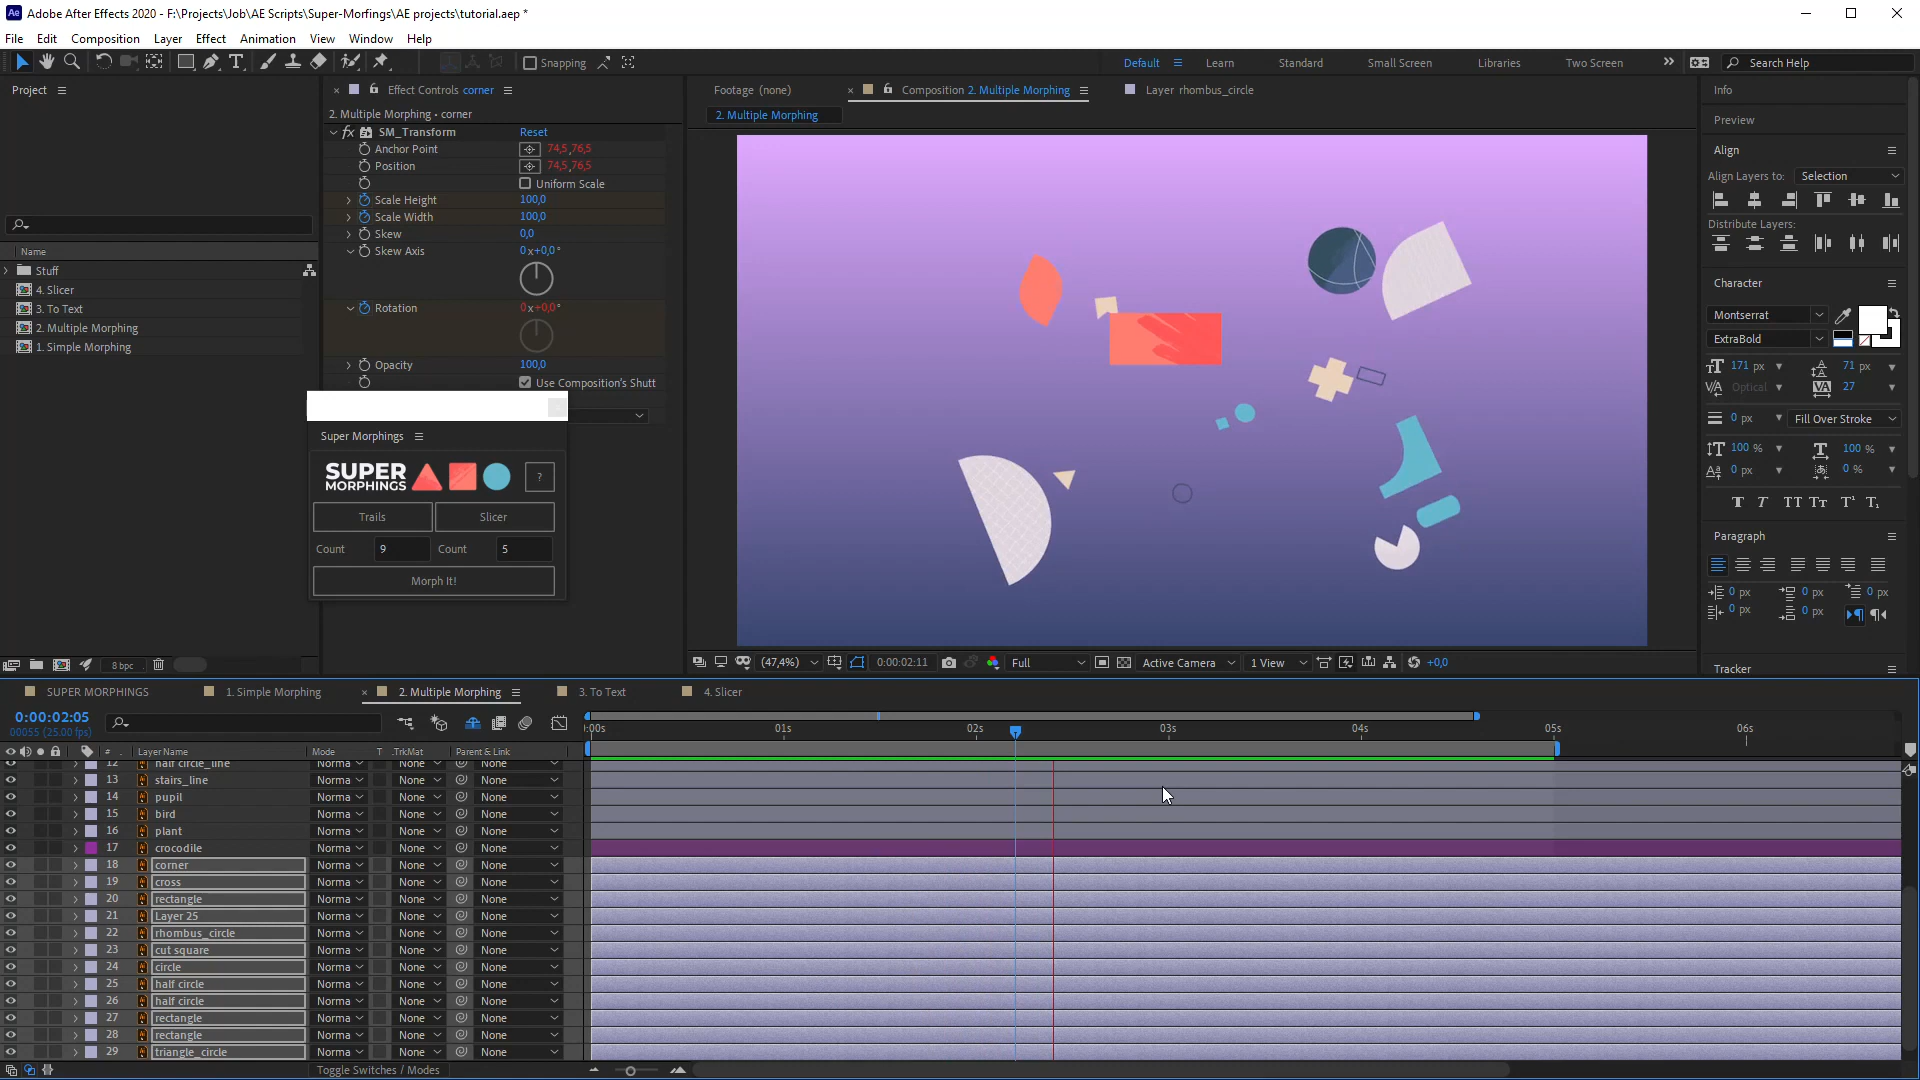 Adobe After Effects 2020 - F:\Projects\Job\AE Scripts\Super-Morfings\AE projects\tutorial.aep *
File Edit Composition Layer Effect Animation View Window Help
Snapping
Default Learn Standard Small Screen Libraries Two Screen Search Help
Project
Name
Stuff
4. Slicer
3. To Text
2. Multiple Morphing
1. Simple Morphing
8 bpc
Effect Controls corner
2. Multiple Morphing • corner
fx SM_Transform Reset
Anchor Point 74,5,76,5
Position 74,5,76,5
Uniform Scale
Scale Height 100,0
Scale Width 100,0
Skew 0,0
Skew Axis 0x+0,0°
Rotation 0x+0,0°
Opacity 100,0
Use Composition's Shutt
Super Morphings
SUPER
MORPHINGS
?
Trails Slicer
Count 9 Count 5
Morph It!
Footage (none) Composition 2. Multiple Morphing Layer rhombus_circle
2. Multiple Morphing
(47,4%) 0:00:02:11 Full Active Camera 1 View +0,0
Info
Preview
Align
Align Layers to: Selection
Distribute Layers:
Character
Montserrat
ExtraBold
171 px 71 px
Optical 27
0 px Fill Over Stroke
100 % 100 %
0 px 0 %
Paragraph
0 px 0 px 0 px
0 px 0 px
Tracker
SUPER MORPHINGS 1. Simple Morphing 2. Multiple Morphing 3. To Text 4. Slicer
0:00:02:05
00055 (25.00 fps)
):00s 01s 02s 03s 04s 05s 06s
# Layer Name Mode T .TrkMat Parent & Link
12 half circle_line Norma None None
13 stairs_line Norma None None
14 pupil Norma None None
15 bird Norma None None
16 plant Norma None None
17 crocodile Norma None None
18 corner Norma None None
19 cross Norma None None
20 rectangle Norma None None
21 Layer 25 Norma None None
22 rhombus_circle Norma None None
23 cut square Norma None None
24 circle Norma None None
25 half circle Norma None None
26 half circle Norma None None
27 rectangle Norma None None
28 rectangle Norma None None
29 triangle_circle Norma None None
Toggle Switches / Modes